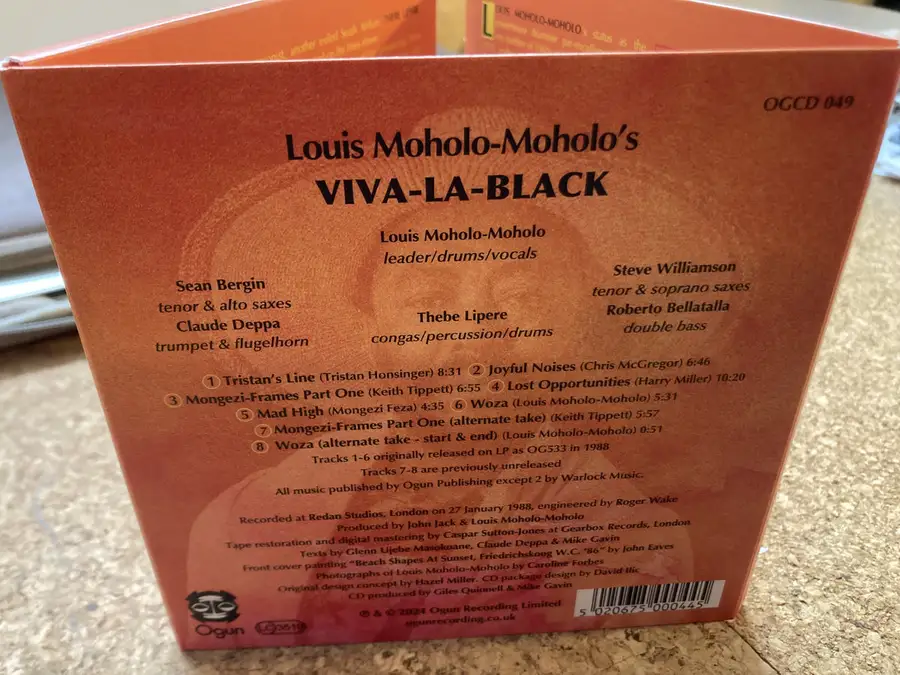 LOUIS MOHOLO-MOHOLO status in the
OGCD 049
Louis Moholo-Moholo's
VIVA-LA-BLACK
Louis Moholo-Moholo
leader/drums/vocals
Sean Bergin
tenor & alto saxes
Claude Deppa
trumpet & flugelhorn
Thebe Lipere
congas/percussion/drums
Steve Williamson
tenor & soprano saxes
Roberto Bellatalla
double bass
1 Tristan's Line (Tristan Honsinger) 8:31 2 Joyful Noises (Chris McGregor) 6:46
3 Mongezi-Frames Part One (Keith Tippett) 6:55 4 Lost Opportunities (Harry Miller) 10:20
5 Mad High (Mongezi Feza) 4:35 6 Woza (Louis Moholo-Moholo) 5:31
7 Mongezi-Frames Part One (alternate take) (Keith Tippett) 5:57
8 Woza (alternate take - start & end) (Louis Moholo-Moholo) 0:51
Tracks 1-6 originally released on LP as OG533 in 1988
Tracks 7-8 are previously unreleased
All music published by Ogun Publishing except 2 by Warlock Music.
Recorded at Redan Studios, London on 27 January 1988, engineered by Roger Wake
Produced by John Jack & Louis Moholo-Moholo
Tape restoration and digital mastering by Caspar Sutton-Jones at Gearbox Records, London
Texts by Glenn Ujebe Masokoane, Claude Deppa & Mike Gavin
Front cover painting "Beach Shapes At Sunset, Friedrichskoog W.C. '86" by John Eaves
Photographs of Louis Moholo-Moholo by Caroline Forbes
Original design concept by Hazel Miller. CD package design by David Ilic
CD produced by Giles Quinnell & Mike Gavin
℗ & © 2024 Ogun Recording Limited
ogunrecording.co.uk
Ogun
5 020675 000445